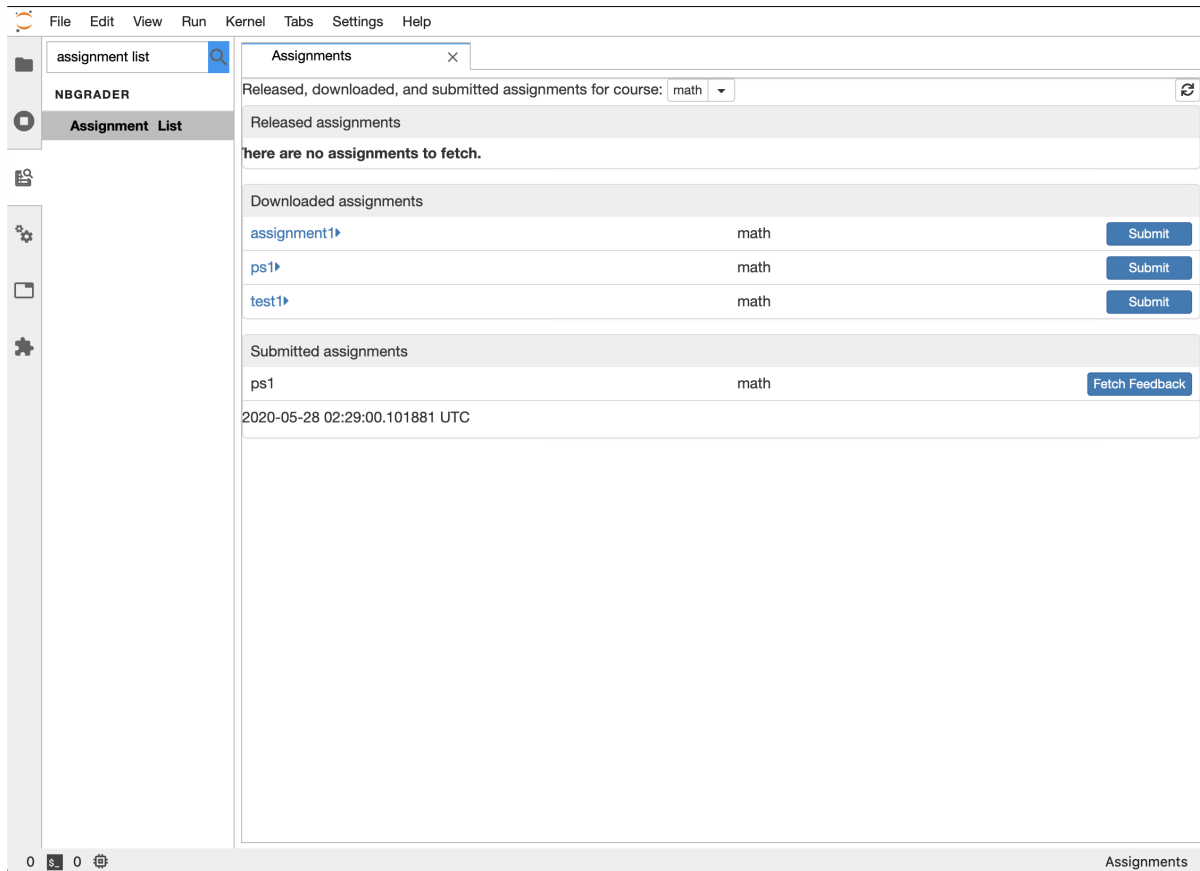 File Edit View Run Kernel Tabs Settings Help
assignment list
NBGRADER
Assignment List
Assignments
Released, downloaded, and submitted assignments for course: math
Released assignments
here are no assignments to fetch.
Downloaded assignments
assignment1 math Submit
ps1 math Submit
test1 math Submit
Submitted assignments
ps1 math Fetch Feedback
2020-05-28 02:29:00.101881 UTC
0 $_ 0 Assignments